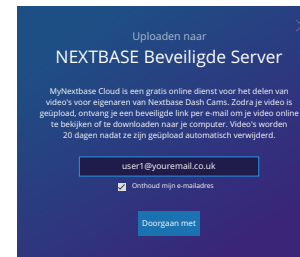 Uploaden naar
NEXTBASE Beveiligde Server
MyNextbase Cloud is een gratis online dienst voor het delen van
video's voor eigenaren van Nextbase Dash Cams. Zodra je video is
geüpload, ontvang je een beveiligde link per e-mail om je video online
te bekijken of te downloaden naar je computer. Video's worden
20 dagen nadat ze zijn geüpload automatisch verwijderd.
user1@youremail.co.uk
Onthoud mijn e-mailadres
Doorgaan met